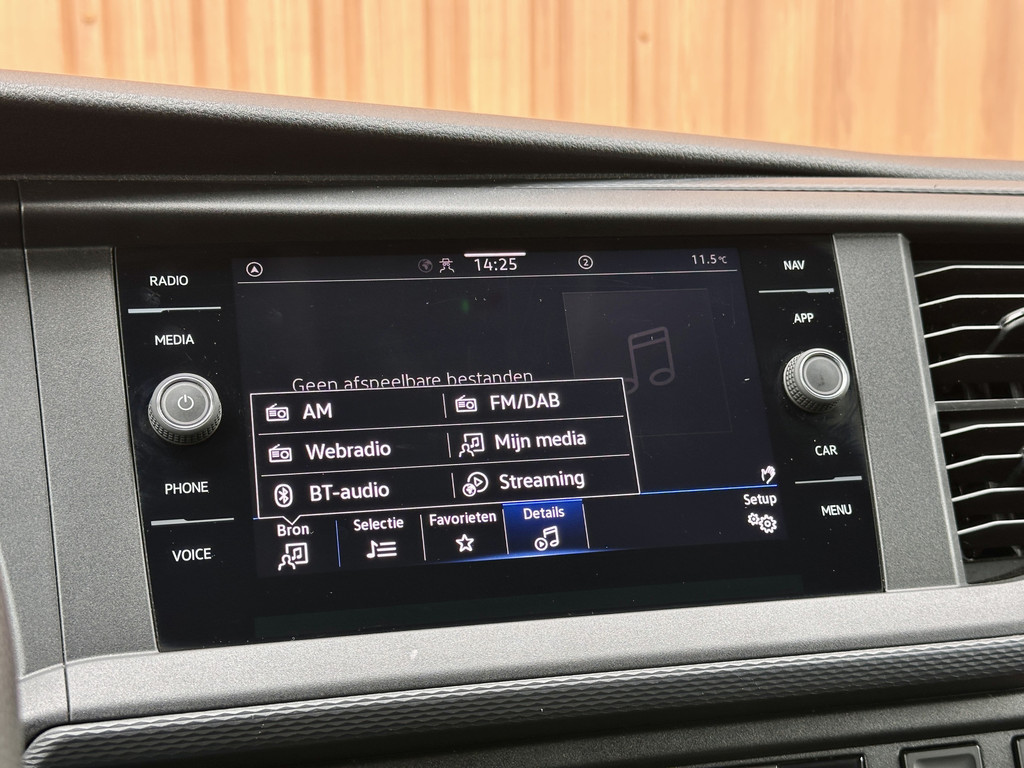 RADIO
MEDIA
PHONE
VOICE
14:25
2
11.5°C
Geen afspeelbare bestanden
AM
FM/DAB
Webradio
Mijn media
BT-audio
Streaming
Bron
Selectie
Favorieten
Details
Setup
NAV
APP
CAR
MENU